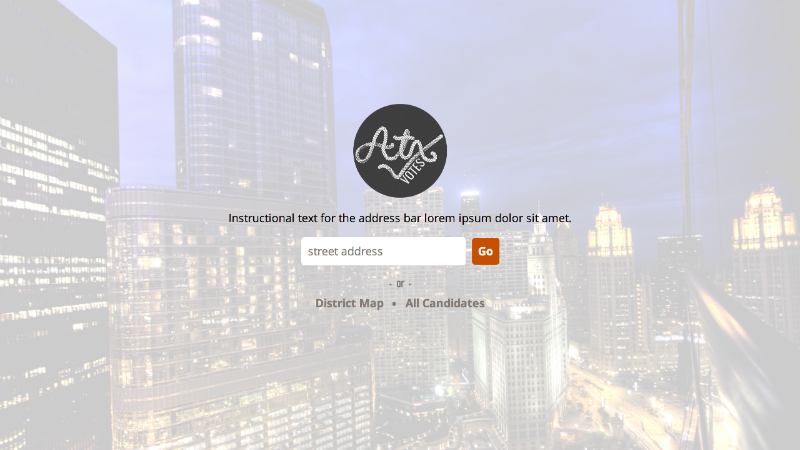 Atx
VOTES
Instructional text for the address bar lorem ipsum dolor sit amet.
street address
Go
- or -
District Map • All Candidates